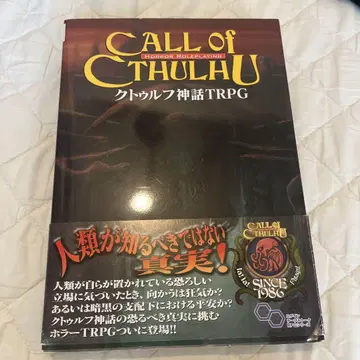 CALL of
HORROR ROLEPLAYING
CTHULHU
クトゥルフ神話TRPG
人類が知るべきではない
真実!
人類が自らが置かれている恐ろしい
立場に気づいたとき、向かうは狂気か?
あるいは暗黒の支配下における平安か?
クトゥルフ神話の恐るべき真実に挑む
ホラーTRPGついに登場!!
CALL of
CTHULHU
SINCE
1986